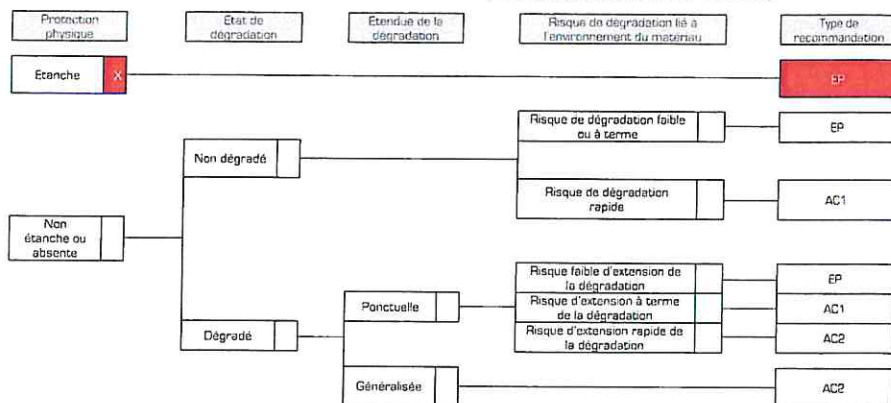 Protection physique
Etat de dégradation
Etendue de la dégradation
Risque de dégradation lié à l'environnement du matériau
Type de recommandation
Etanche X EP
Risque de dégradation faible ou à terme EP
Non dégradé
Risque de dégradation rapide AC1
Non étanche ou absente
Risque faible d'extension de la dégradation EP
Ponctuelle
Risque d'extension à terme de la dégradation AC1
Dégradé
Risque d'extension rapide de la dégradation AC2
Généralisée AC2